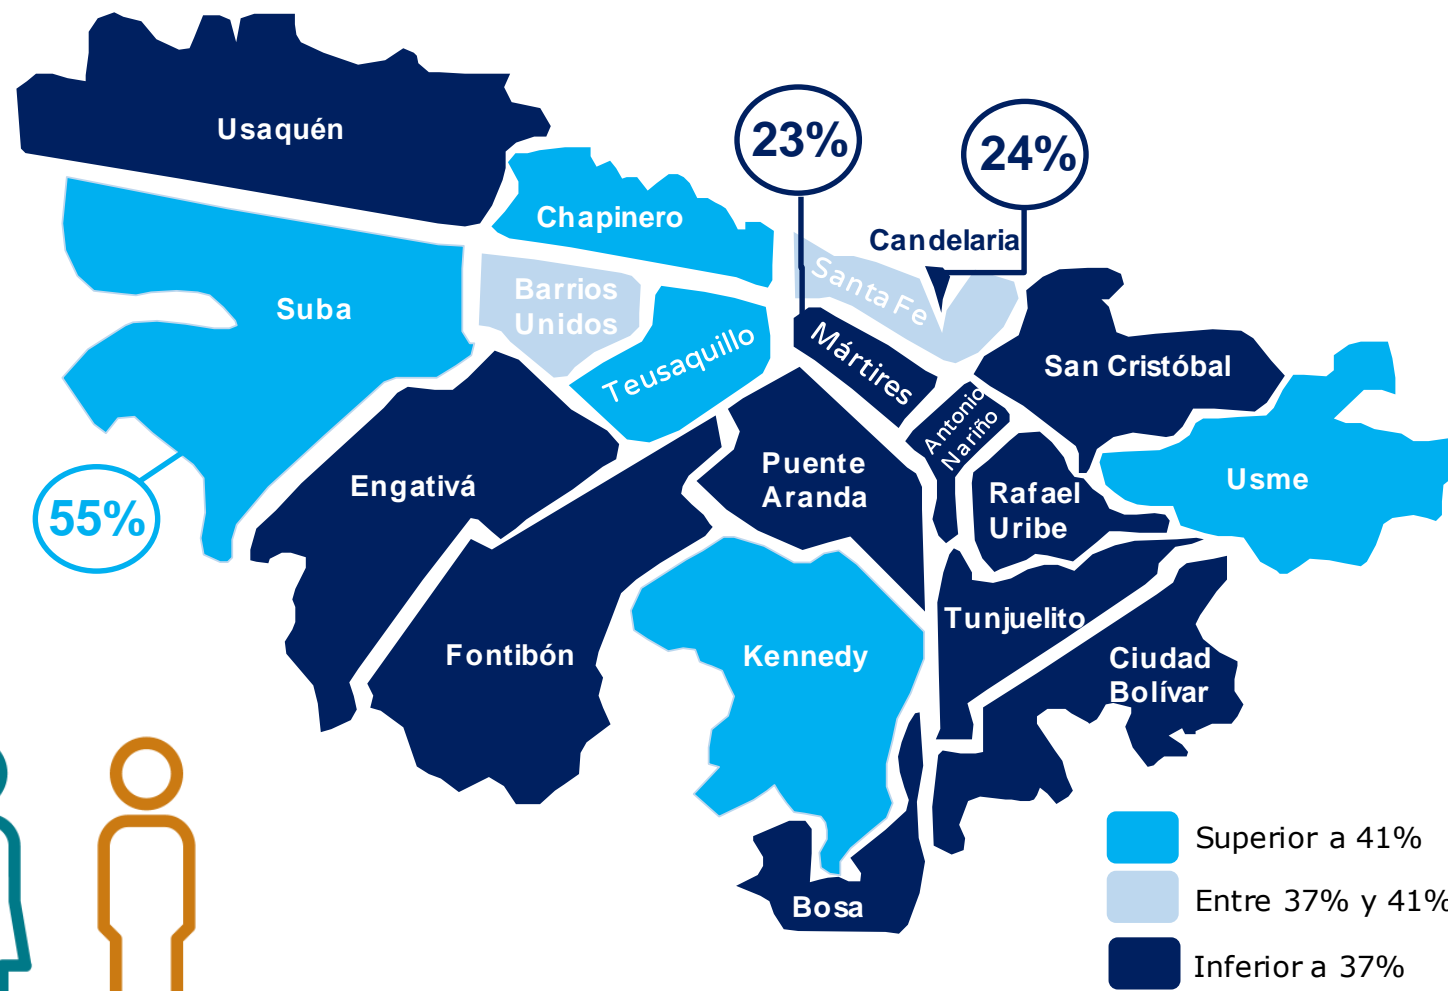 Usaquén
23%
24%
Chapinero
Candelaria
Santa Fe
Suba
Barrios
Unidos
Teusaquillo
Mártires
San Cristóbal
Antonio
Nariño
Engativá
Puente
Aranda
Rafael
Uribe
Usme
55%
Fontibón
Kennedy
Tunjuelito
Ciudad
Bolívar
Bosa
Superior a 41%
Entre 37% y 41%
Inferior a 37%